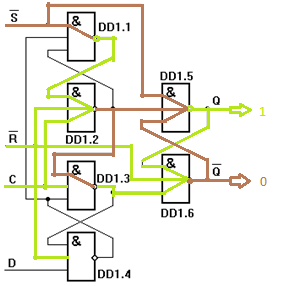 S
& DD1.1
&
DD1.2
& DD1.5
Q 1
R
C
& DD1.3
& Q 0
DD1.6
&
D
DD1.4